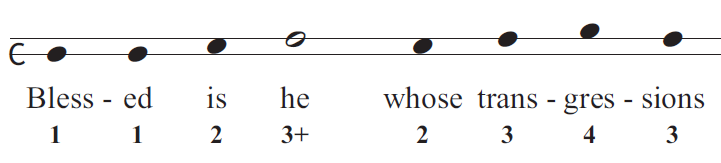 C
Bless - ed is he whose trans - gres - sions
1 1 2 3+ 2 3 4 3